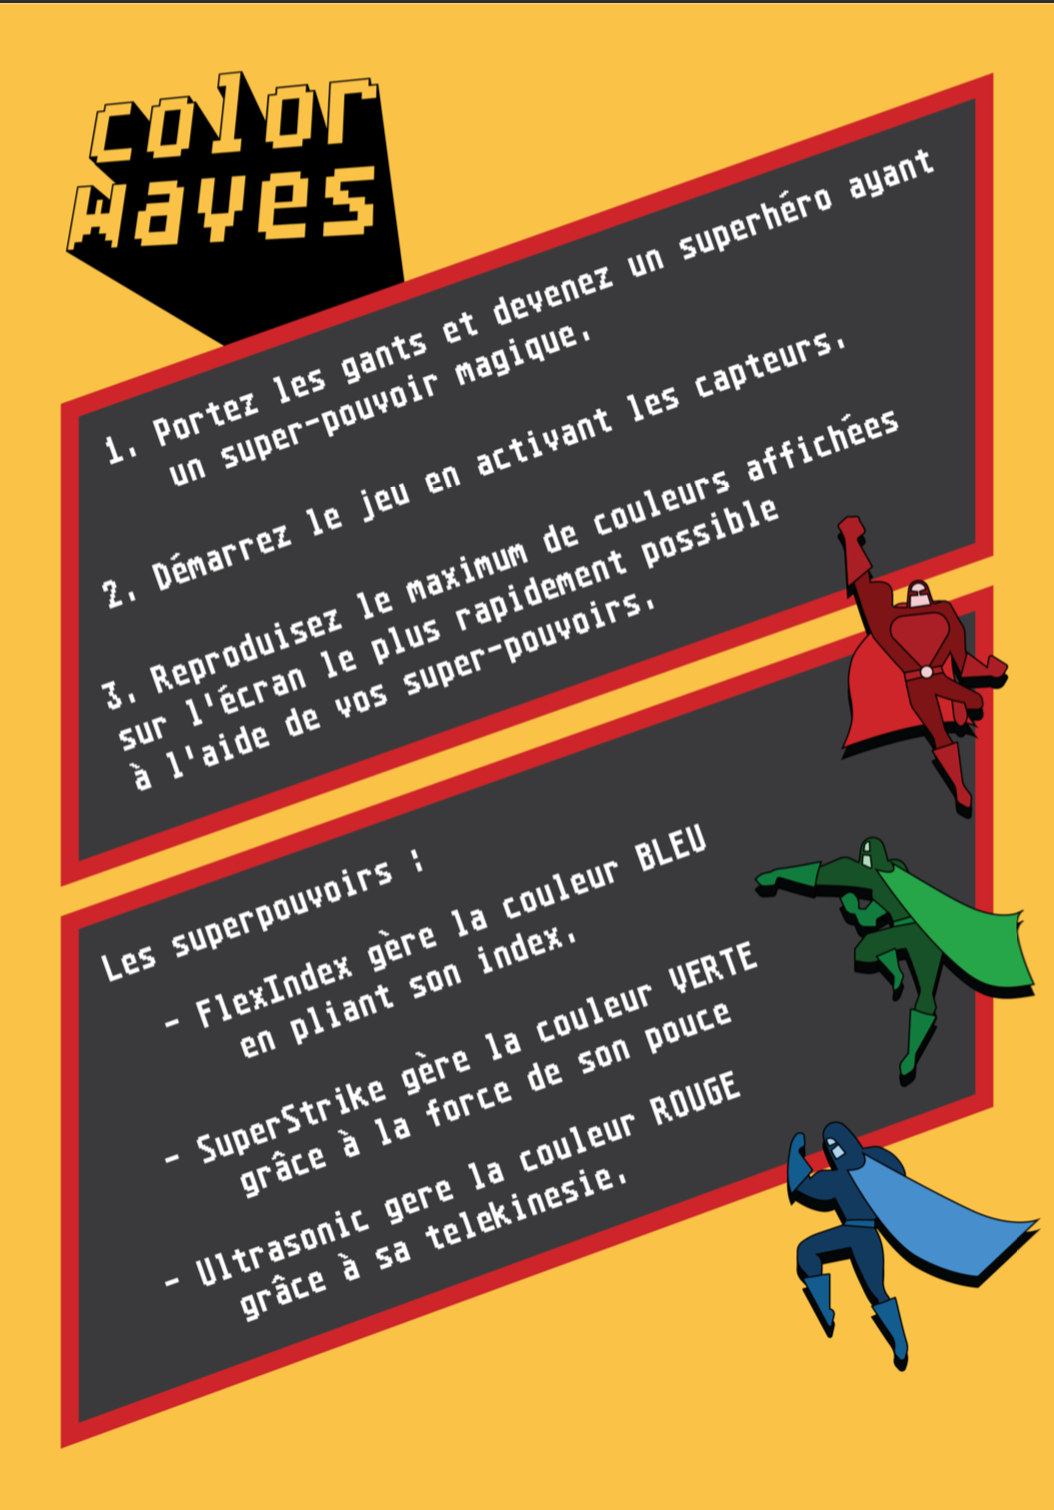 color
waves
1. Portez les gants et devenez un superhéro ayant
un super-pouvoir magique.
2. Démarrez le jeu en activant les capteurs.
3. Reproduisez le maximum de couleurs affichées
sur l'écran le plus rapidement possible
à l'aide de vos super-pouvoirs.
Les superpouvoirs :
- FlexIndex gère la couleur BLEU
en pliant son index.
- SuperStrike gère la couleur VERTE
grâce à la force de son pouce
- Ultrasonic gere la couleur ROUGE
grâce à sa telekinesie.